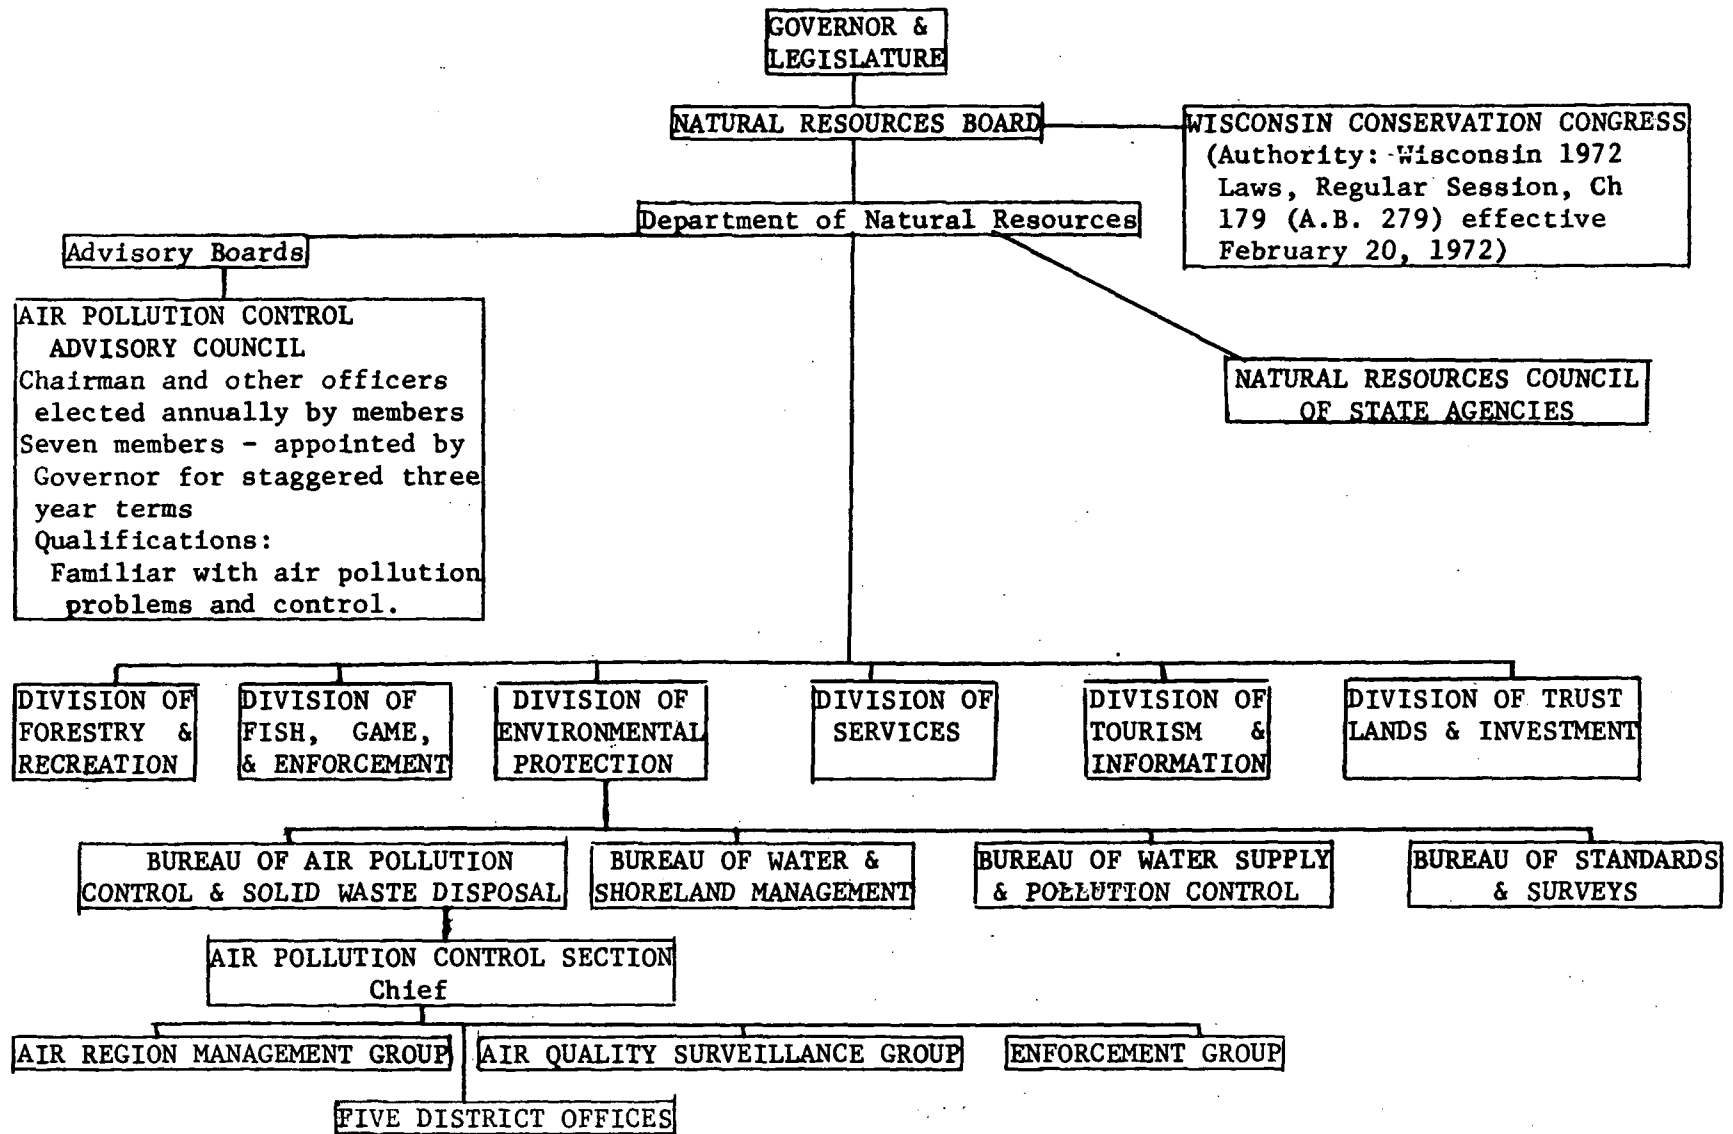 GOVERNOR &
LEGISLATURE
NATURAL RESOURCES BOARD
WISCONSIN CONSERVATION CONGRESS
(Authority: Wisconsin 1972
Laws, Regular Session, Ch
179 (A.B. 279) effective
February 20, 1972)
Department of Natural Resources
Advisory Boards
AIR POLLUTION CONTROL
ADVISORY COUNCIL
Chairman and other officers
elected annually by members
Seven members - appointed by
Governor for staggered three
year terms
Qualifications:
Familiar with air pollution
problems and control.
NATURAL RESOURCES COUNCIL
OF STATE AGENCIES
DIVISION OF
FORESTRY &
RECREATION
DIVISION OF
FISH, GAME,
& ENFORCEMENT
DIVISION OF
ENVIRONMENTAL
PROTECTION
DIVISION OF
SERVICES
DIVISION OF
TOURISM &
INFORMATION
DIVISION OF TRUST
LANDS & INVESTMENT
BUREAU OF AIR POLLUTION
CONTROL & SOLID WASTE DISPOSAL
BUREAU OF WATER &
SHORELAND MANAGEMENT
BUREAU OF WATER SUPPLY
& POLLUTION CONTROL
BUREAU OF STANDARDS
& SURVEYS
AIR POLLUTION CONTROL SECTION
Chief
AIR REGION MANAGEMENT GROUP
AIR QUALITY SURVEILLANCE GROUP
ENFORCEMENT GROUP
FIVE DISTRICT OFFICES